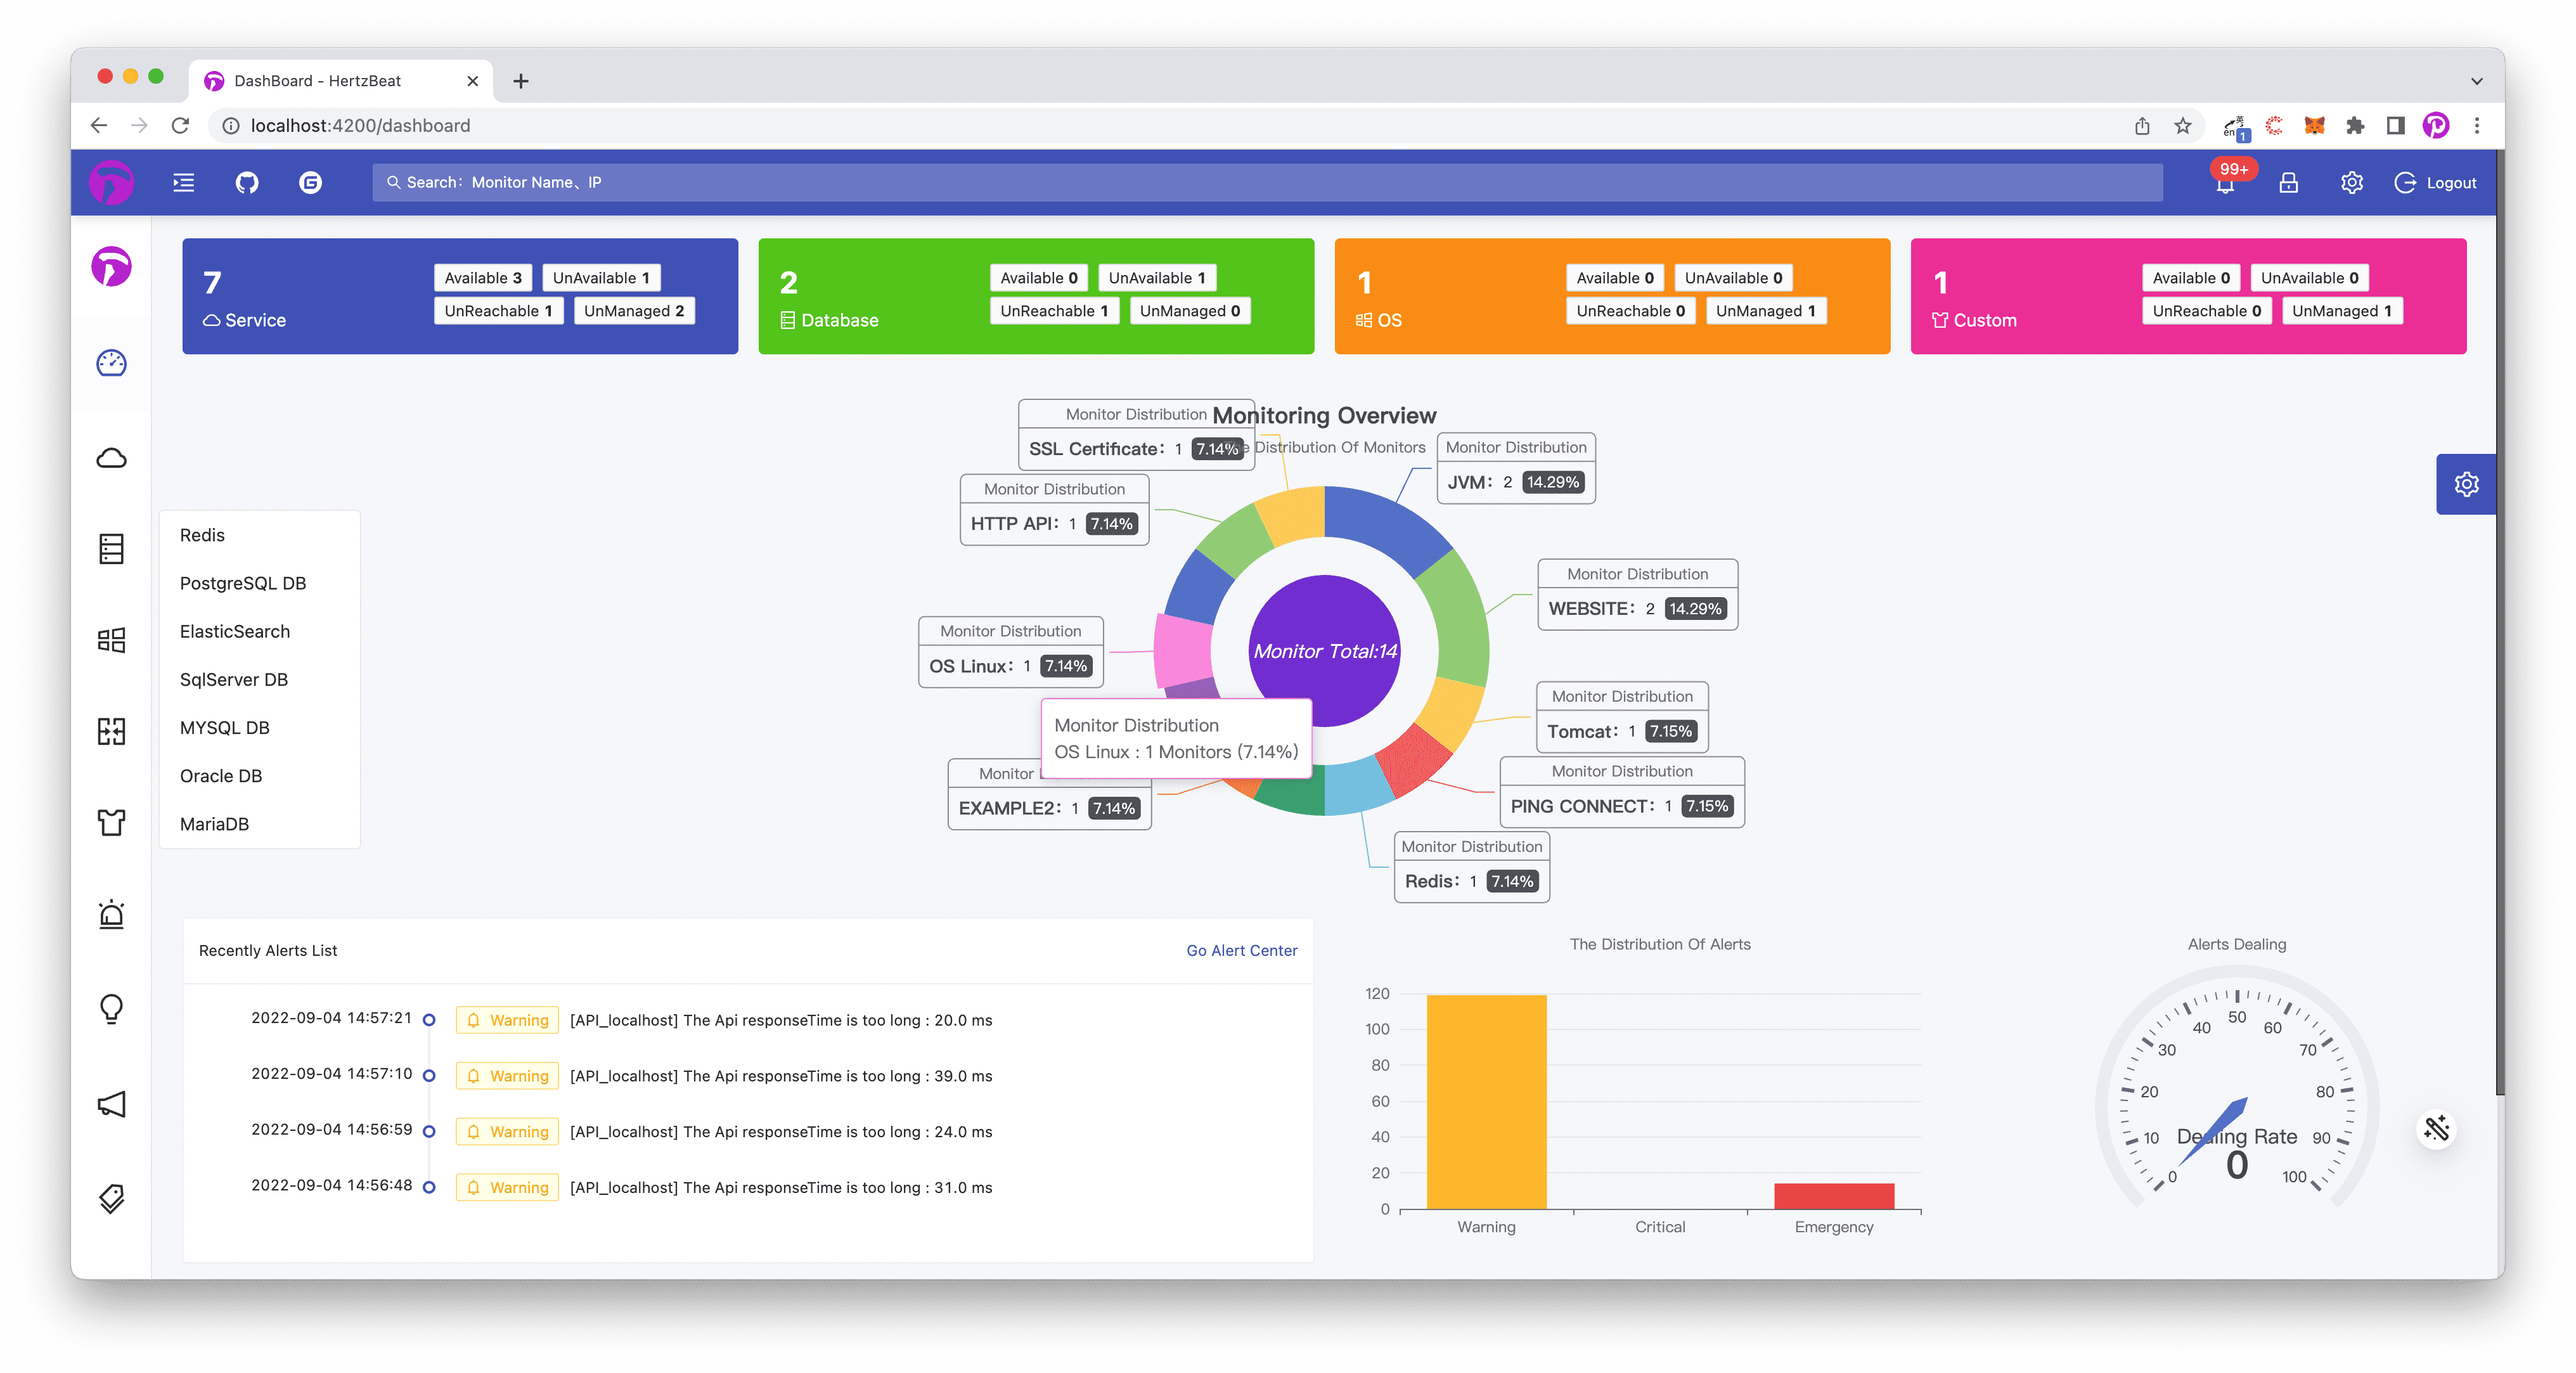 DashBoard - HertzBeat
localhost:4200/dashboard
英
en
1
Search：Monitor Name、IP
99+
Logout
7
Service
Available 3
UnAvailable 1
UnReachable 1
UnManaged 2
2
Database
Available 0
UnAvailable 1
UnReachable 1
UnManaged 0
1
OS
Available 0
UnAvailable 0
UnReachable 0
UnManaged 1
1
Custom
Available 0
UnAvailable 0
UnReachable 0
UnManaged 1
Monitoring Overview
The Distribution Of Monitors
Monitor Distribution
SSL Certificate： 1 7.14%
Monitor Distribution
JVM： 2 14.29%
Monitor Distribution
HTTP API： 1 7.14%
Monitor Distribution
WEBSITE： 2 14.29%
Monitor Distribution
OS Linux： 1 7.14%
Monitor Total:14
Monitor Distribution
Tomcat： 1 7.15%
Monitor Distribution
OS Linux : 1 Monitors (7.14%)
Monitor
EXAMPLE2： 1 7.14%
Monitor Distribution
PING CONNECT： 1 7.15%
Monitor Distribution
Redis： 1 7.14%
Redis
PostgreSQL DB
ElasticSearch
SqlServer DB
MYSQL DB
Oracle DB
MariaDB
Recently Alerts List
Go Alert Center
2022-09-04 14:57:21 Warning [API_localhost] The Api responseTime is too long : 20.0 ms
2022-09-04 14:57:10 Warning [API_localhost] The Api responseTime is too long : 39.0 ms
2022-09-04 14:56:59 Warning [API_localhost] The Api responseTime is too long : 24.0 ms
2022-09-04 14:56:48 Warning [API_localhost] The Api responseTime is too long : 31.0 ms
The Distribution Of Alerts
120
100
80
60
40
20
0
Warning
Critical
Emergency
Alerts Dealing
0
10
20
30
40
50
60
70
80
90
100
Dealing Rate
0